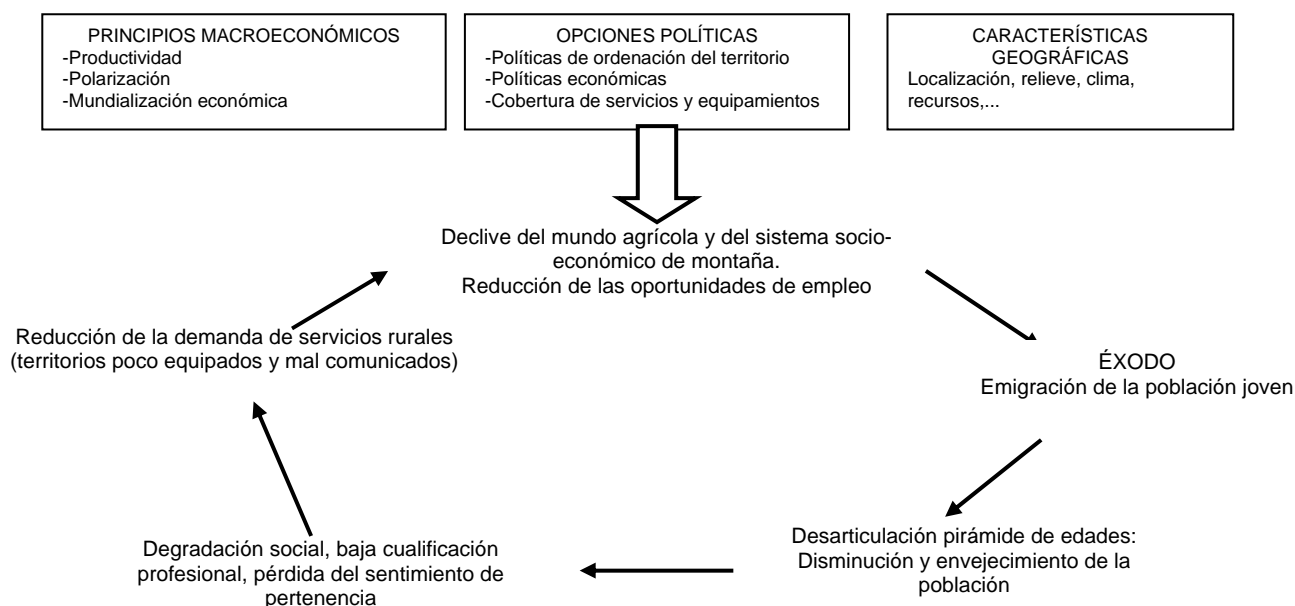 PRINCIPIOS MACROECONÓMICOS
-Productividad
-Polarización
-Mundialización económica
OPCIONES POLÍTICAS
-Políticas de ordenación del territorio
-Políticas económicas
-Cobertura de servicios y equipamientos
CARACTERÍSTICAS
GEOGRÁFICAS
Localización, relieve, clima,
recursos,...
Declive del mundo agrícola y del sistema socio-
económico de montaña.
Reducción de las oportunidades de empleo
ÉXODO
Emigración de la población joven
Desarticulación pirámide de edades:
Disminución y envejecimiento de la
población
Degradación social, baja cualificación
profesional, pérdida del sentimiento de
pertenencia
Reducción de la demanda de servicios rurales
(territorios poco equipados y mal comunicados)